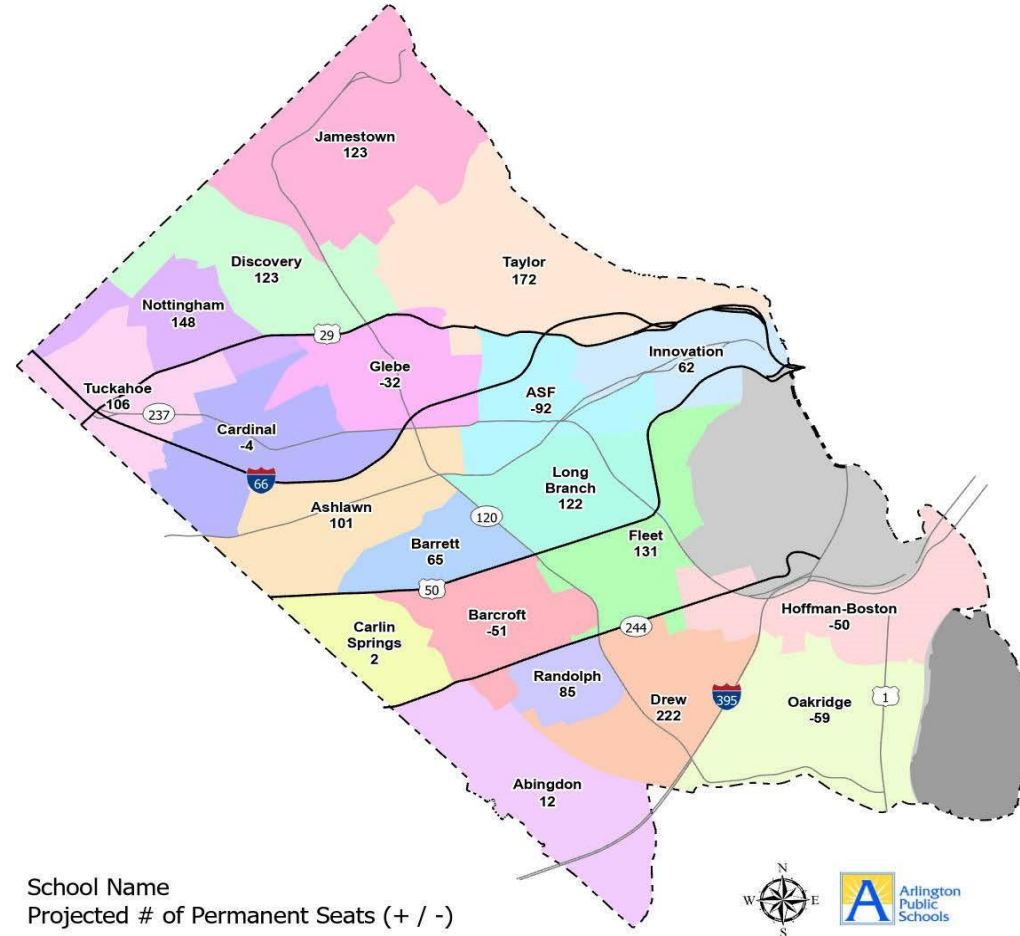 Jamestown
123
Taylor
172
Discovery
123
Nottingham
148
29
Innovation
62
Glebe
-32
Tuckahoe
106
ASF
-92
237
Cardinal
-4
66
Long
Branch
122
Ashlawn
101
120
Fleet
131
Barrett
65
50
Hoffman-Boston
-50
Barcroft
-51
Carlin
Springs
2
244
Randolph
85
Drew
222
395
Oakridge
-59
1
Abingdon
12
School Name
Projected # of Permanent Seats (+ / -)
N
W
E
S
A
Arlington
Public
Schools